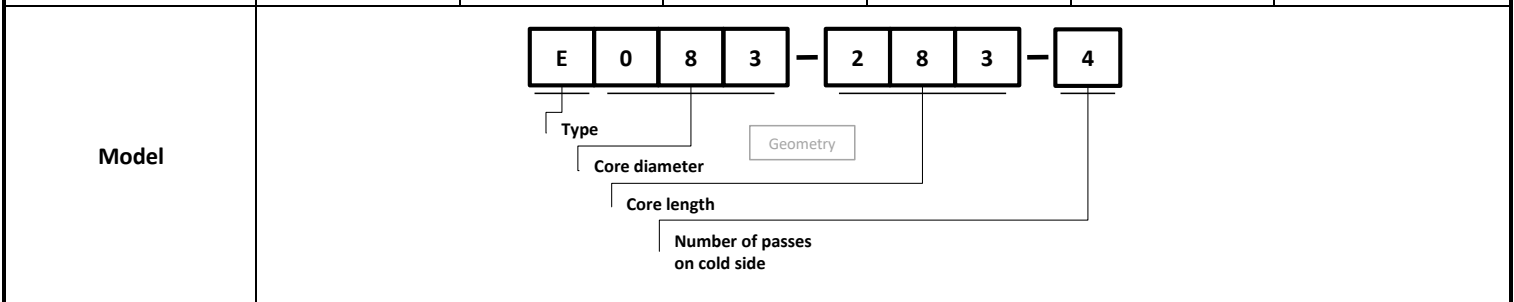 E 0 8 3 – 2 8 3 – 4
Type
Geometry
Model
Core diameter
Core length
Number of passes
on cold side